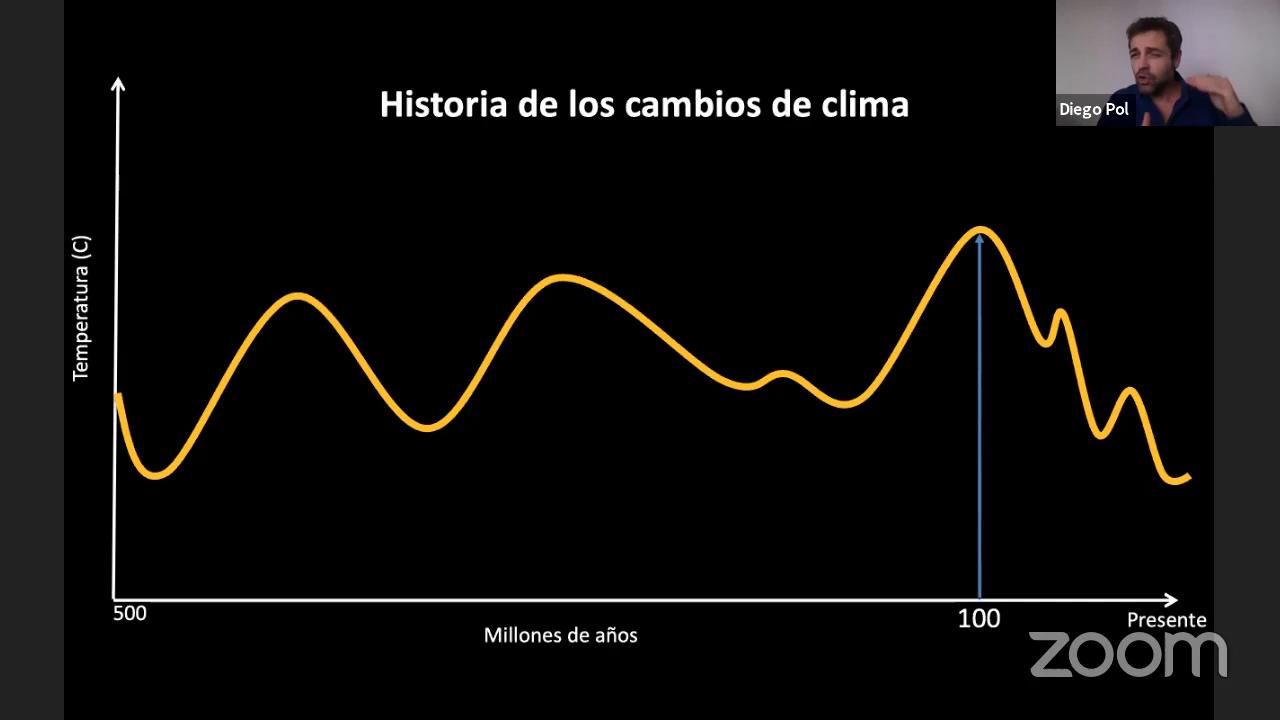 Historia de los cambios de clima
Diego Pol
Temperatura (C)
500
Millones de años
100
Presente
zoom